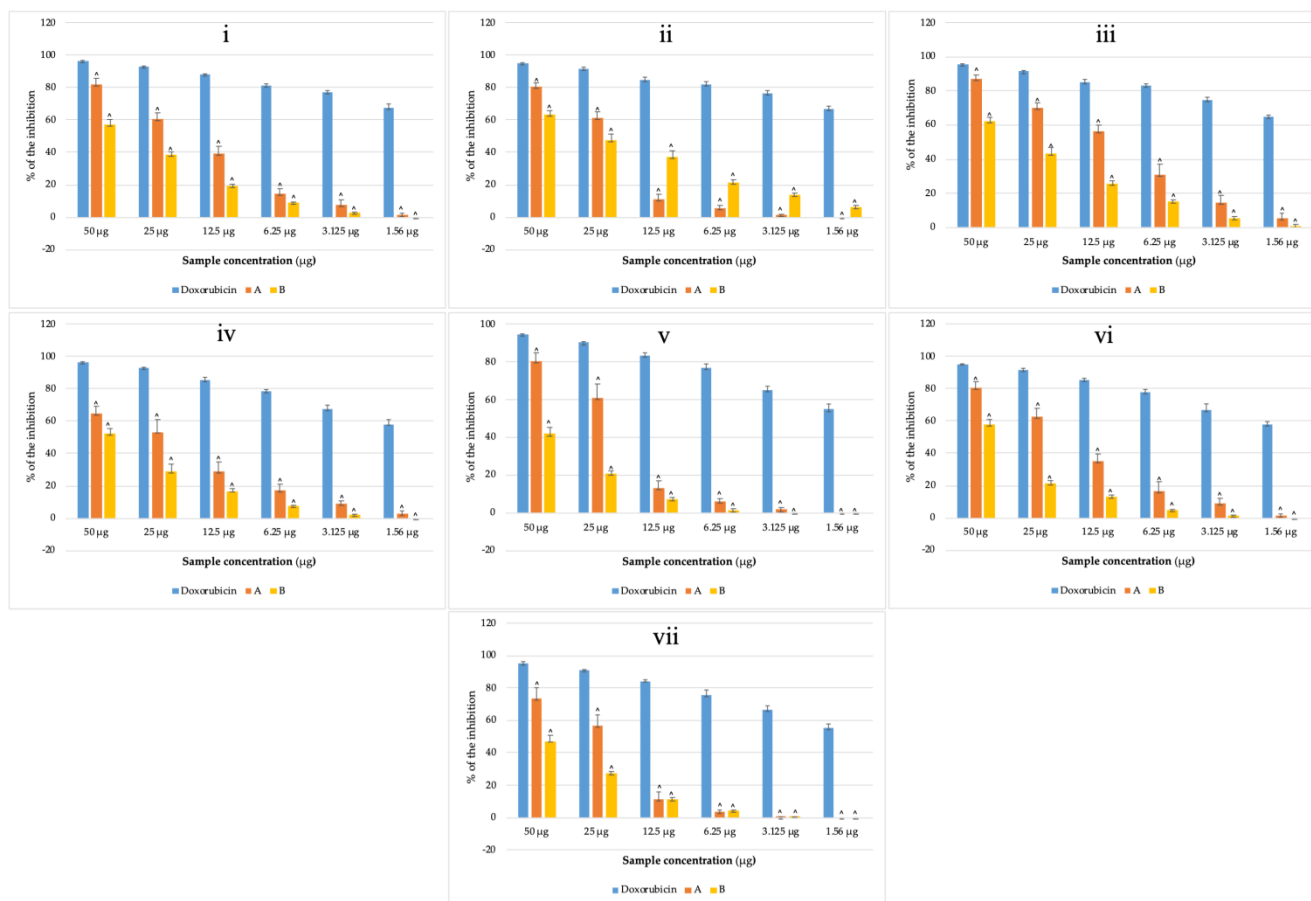 i
120
100
80
60
40
20
0
-20
% of the inhibition
^ ^ ^ ^ ^ ^ ^ ^ ^ ^ ^ ^
50 µg 25 µg 12.5 µg 6.25 µg 3.125 µg 1.56 µg
Sample concentration (µg)
Doxorubicin A B
ii
120
100
80
60
40
20
0
-20
% of the inhibition
^ ^ ^ ^ ^ ^ ^ ^ ^ ^ ^ ^
50 µg 25 µg 12.5 µg 6.25 µg 3.125 µg 1.56 µg
Sample concentration (µg)
Doxorubicin A B
iii
120
100
80
60
40
20
0
% of the inhibition
^ ^ ^ ^ ^ ^ ^ ^ ^ ^ ^ ^
50 µg 25 µg 12.5 µg 6.25 µg 3.125 µg 1.56 µg
Sample concentration (µg)
Doxorubicin A B
iv
120
100
80
60
40
20
0
-20
% of the inhibition
^ ^ ^ ^ ^ ^ ^ ^ ^ ^ ^ ^
50 µg 25 µg 12.5 µg 6.25 µg 3.125 µg 1.56 µg
Sample concentration (µg)
Doxorubicin A B
v
100
80
60
40
20
0
-20
% of the inhibition
^ ^ ^ ^ ^ ^ ^ ^ ^ ^ ^ ^
50 µg 25 µg 12.5 µg 6.25 µg 3.125 µg 1.56 µg
Sample concentration (µg)
Doxorubicin A B
vi
120
100
80
60
40
20
0
-20
% of the inhibition
^ ^ ^ ^ ^ ^ ^ ^ ^ ^ ^ ^
50 µg 25 µg 12.5 µg 6.25 µg 3.125 µg 1.56 µg
Sample concentration (µg)
Doxorubicin A B
vii
120
100
80
60
40
20
0
-20
% of the inhibition
^ ^ ^ ^ ^ ^ ^ ^ ^ ^ ^ ^
50 µg 25 µg 12.5 µg 6.25 µg 3.125 µg 1.56 µg
Sample concentration (µg)
Doxorubicin A B